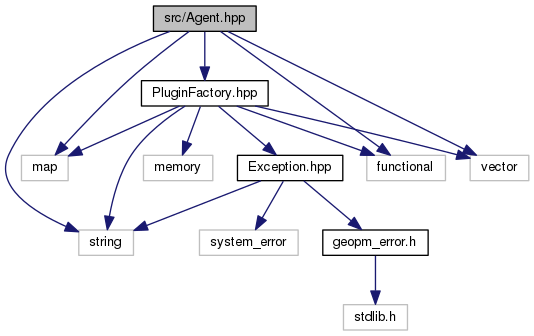 src/Agent.hpp
PluginFactory.hpp
map
memory
Exception.hpp
functional
vector
string
system_error
geopm_error.h
stdlib.h